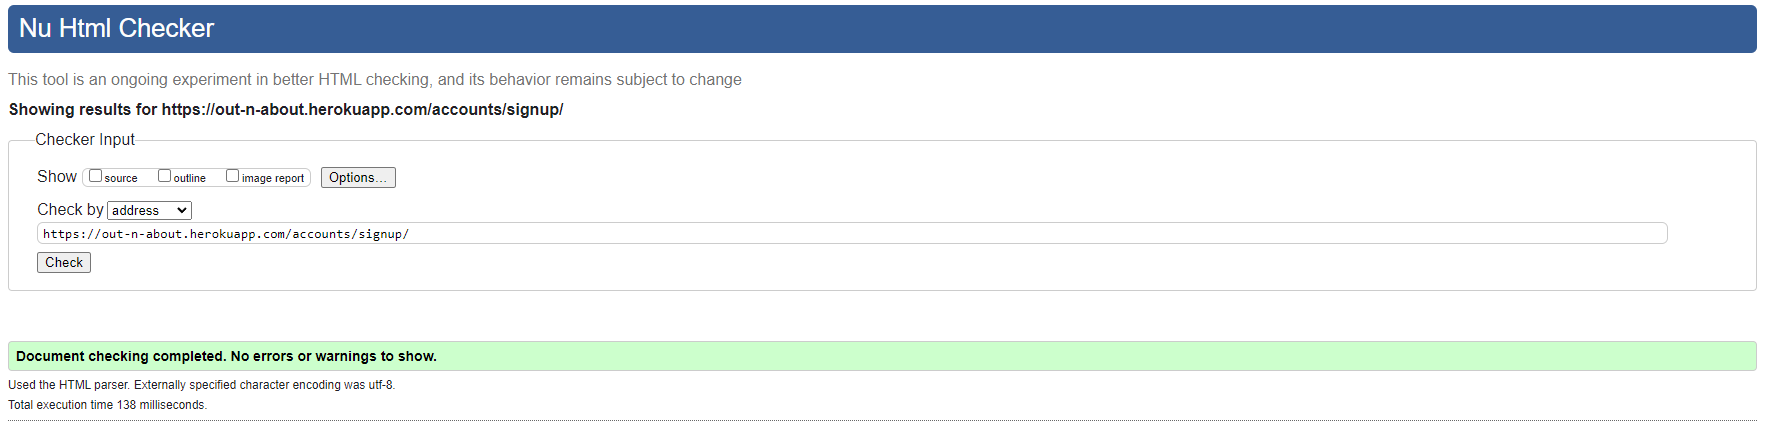 Nu Html Checker
This tool is an ongoing experiment in better HTML checking, and its behavior remains subject to change
Showing results for https://out-n-about.herokuapp.com/accounts/signup/
Checker Input
Show source outline image report Options...
Check by address
https://out-n-about.herokuapp.com/accounts/signup/
Check
Document checking completed. No errors or warnings to show.
Used the HTML parser. Externally specified character encoding was utf-8.
Total execution time 138 milliseconds.